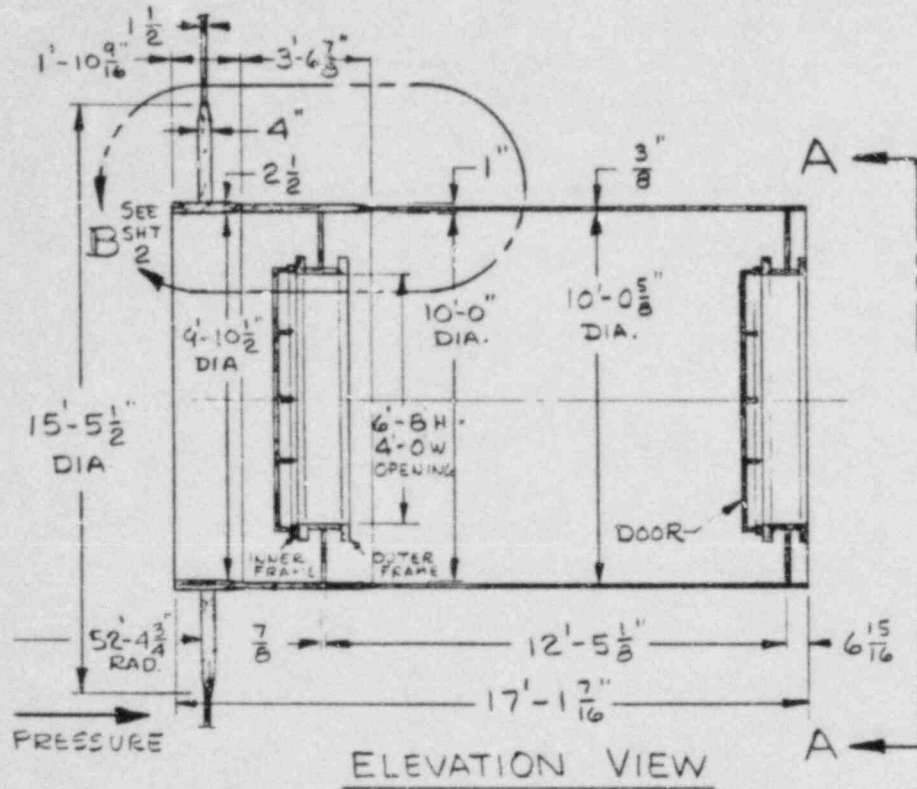 1 1/2"
1'-10 9/16"
3'-6 7/8"
4"
2 1/2
1"
3/8"
A
B
SEE
SHT
2
9'-10 1/2"
DIA
10'-0"
DIA.
10'-0 5/8"
DIA.
15'-5 1/2"
DIA
6'-8 H
4'-0 W
OPENING
DOOR
INNER
FRAME
OUTER
FRAME
52'-4 3/4"
RAD.
7/8
12'-5 1/8"
6 15/16
17'-1 7/16"
PRESSURE
A
ELEVATION VIEW